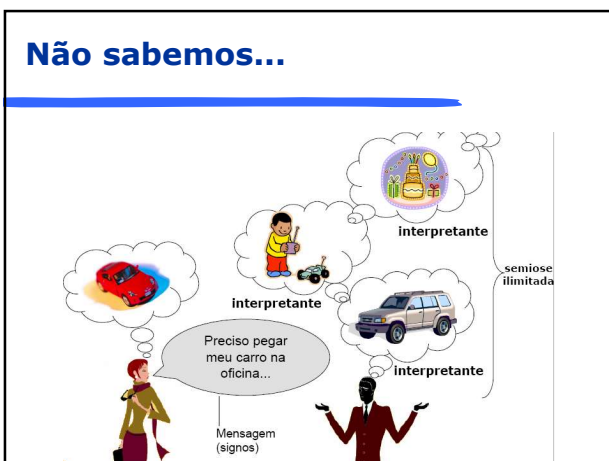 Não sabemos...
interpretante
semiose
ilimitada
interpretante
Preciso pegar
meu carro na
oficina...
interpretante
Mensagem
(signos)